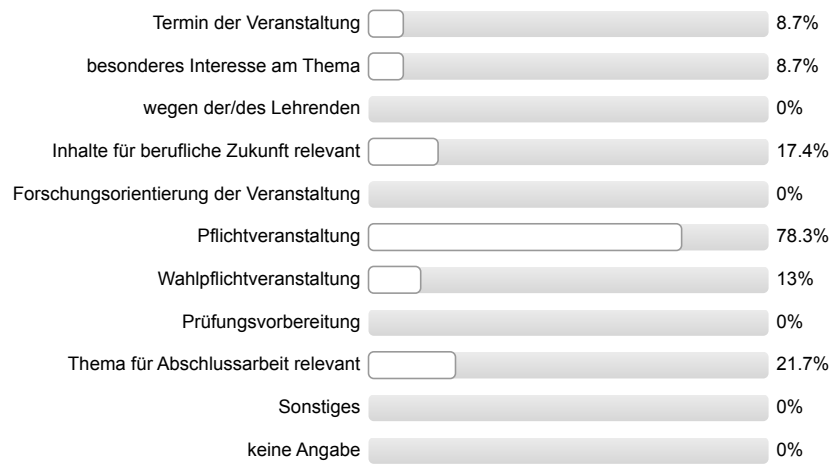 Termin der Veranstaltung 8.7%
besonderes Interesse am Thema 8.7%
wegen der/des Lehrenden 0%
Inhalte für berufliche Zukunft relevant 17.4%
Forschungsorientierung der Veranstaltung 0%
Pflichtveranstaltung 78.3%
Wahlpflichtveranstaltung 13%
Prüfungsvorbereitung 0%
Thema für Abschlussarbeit relevant 21.7%
Sonstiges 0%
keine Angabe 0%